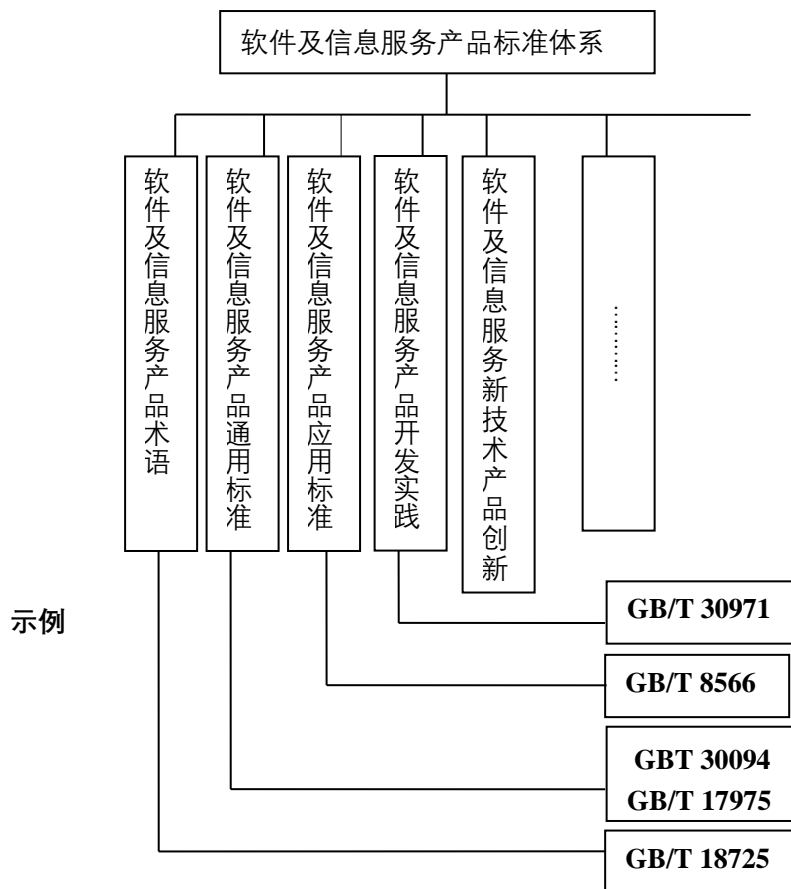 软件及信息服务产品标准体系
软件及信息服务产品术语
软件及信息服务产品通用标准
软件及信息服务产品应用标准
软件及信息服务产品开发实践
软件及信息服务新技术产品创新
…………
示例
GB/T 30971
GB/T 8566
GBT 30094
GB/T 17975
GB/T 18725